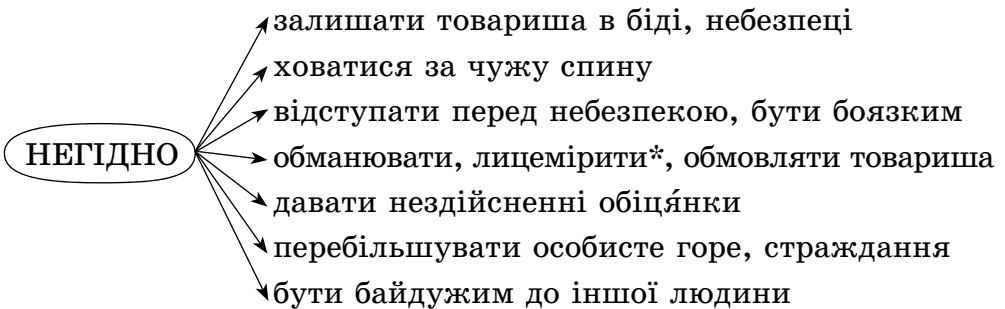 залишати товариша в біді, небезпеці
ховатися за чужу спину
відступати перед небезпекою, бути боязким
НЕГІДНО
обманювати, лицемірити*, обмовляти товариша
давати нездійсненні обіця́нки
перебільшувати особисте горе, страждання
бути байдужим до іншої людини